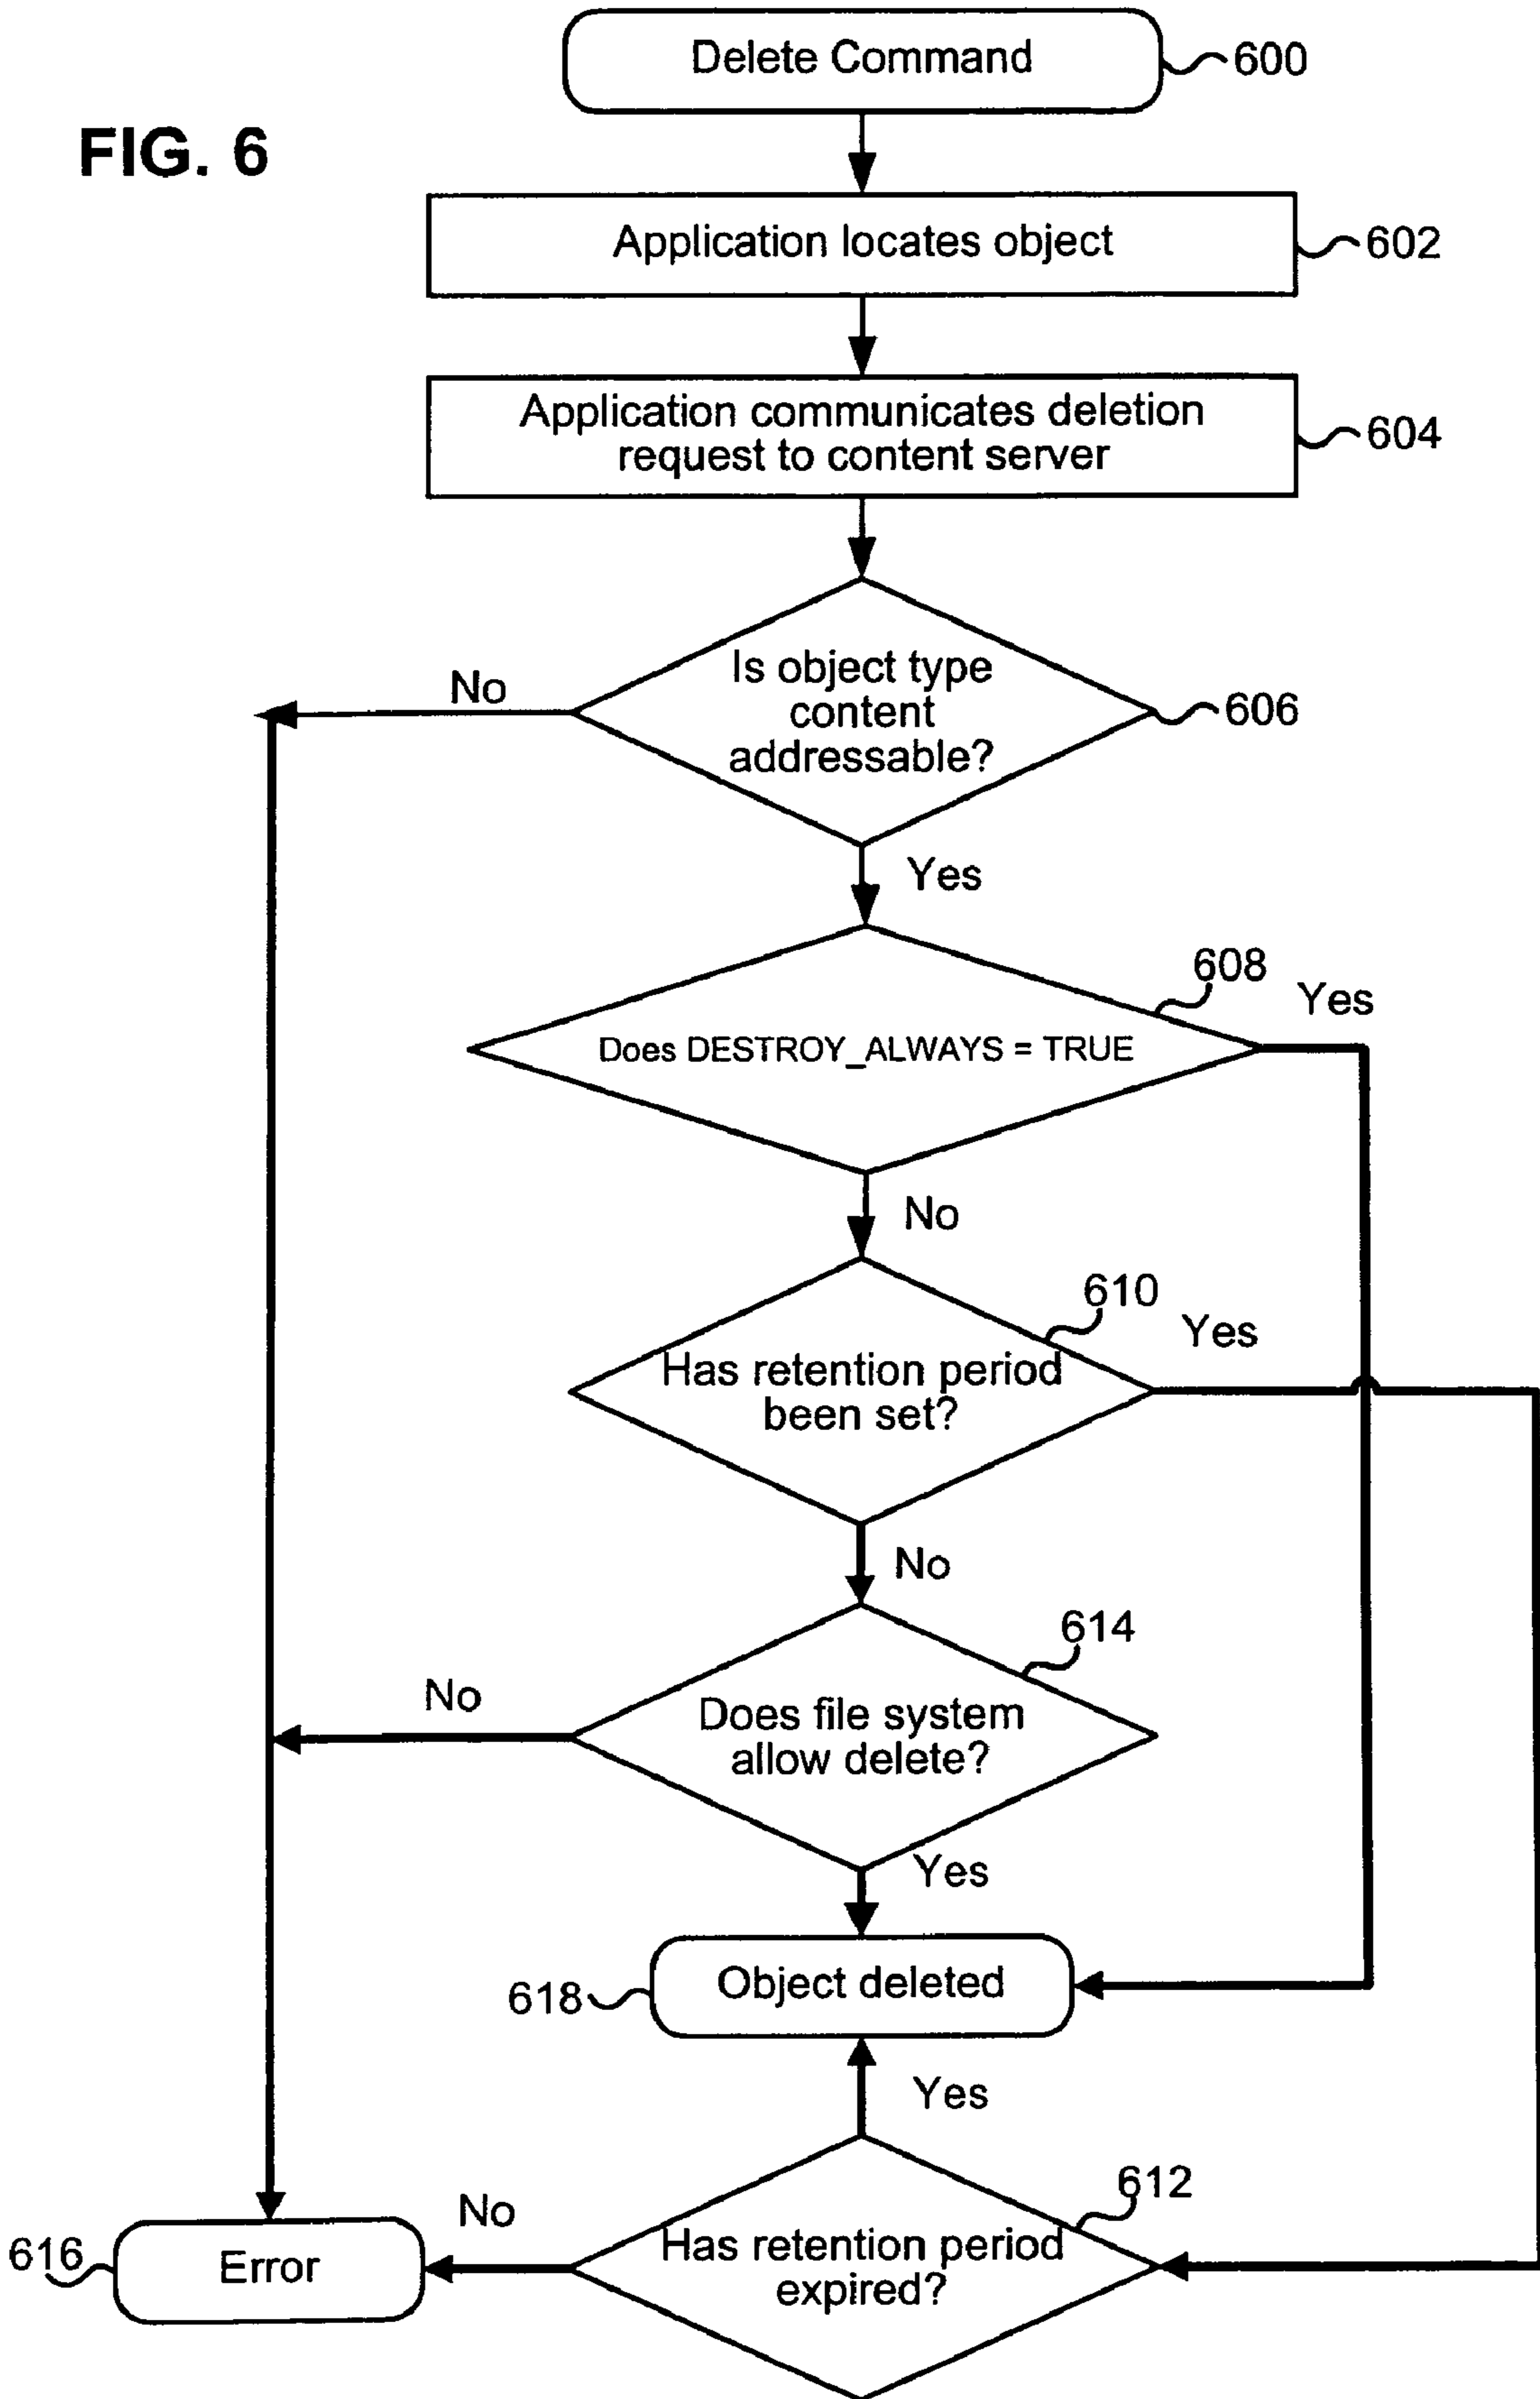 Delete Command
600
FIG. 6
Application locates object
602
Application communicates deletion
request to content server
604
Is object type
content
addressable?
No
606
Yes
608
Yes
Does DESTROY_ALWAYS = TRUE
No
610
Yes
Has retention period
been set?
No
614
No
Does file system
allow delete?
Yes
Object deleted
618
Yes
612
No
Has retention period
expired?
616
Error